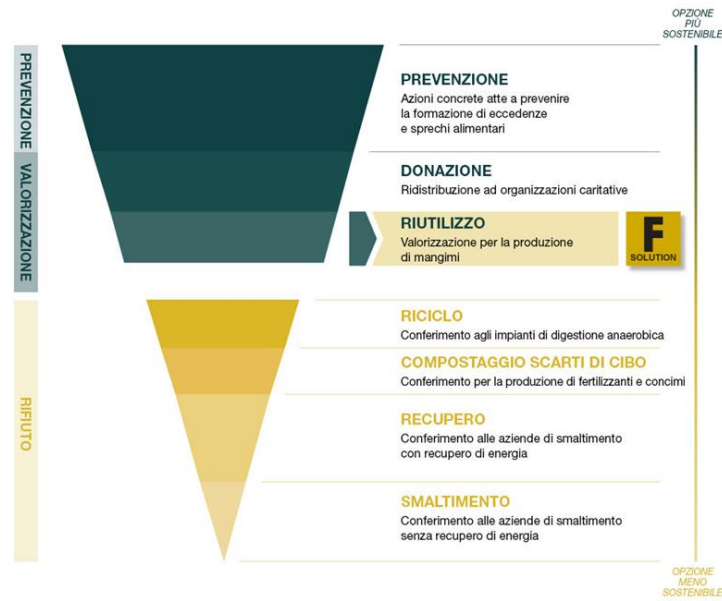 OPZIONE
PIÙ
SOSTENIBILE
PREVENZIONE
PREVENZIONE
Azioni concrete atte a prevenire
la formazione di eccedenze
e sprechi alimentari
VALORIZZAZIONE
DONAZIONE
Ridistribuzione ad organizzazioni caritative
RIUTILIZZO
Valorizzazione per la produzione
di mangimi
F
SOLUTION
RIFIUTO
RICICLO
Conferimento agli impianti di digestione anaerobica
COMPOSTAGGIO SCARTI DI CIBO
Conferimento per la produzione di fertilizzanti e concimi
RECUPERO
Conferimento alle aziende di smaltimento
con recupero di energia
SMALTIMENTO
Conferimento alle aziende di smaltimento
senza recupero di energia
OPZIONE
MENO
SOSTENIBILE